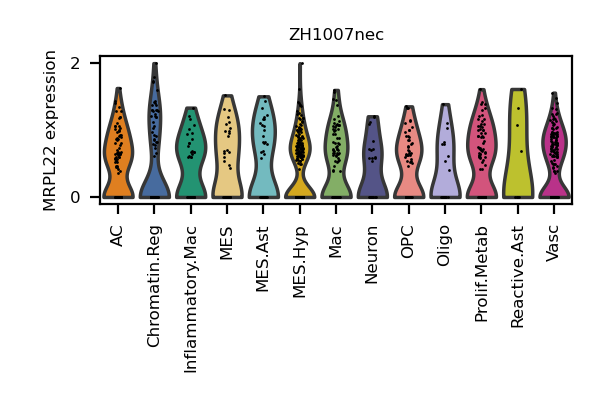 ZH1007nec
MRPL22 expression
2
0
AC
Chromatin.Reg
Inflammatory.Mac
MES
MES.Ast
MES.Hyp
Mac
Neuron
OPC
Oligo
Prolif.Metab
Reactive.Ast
Vasc